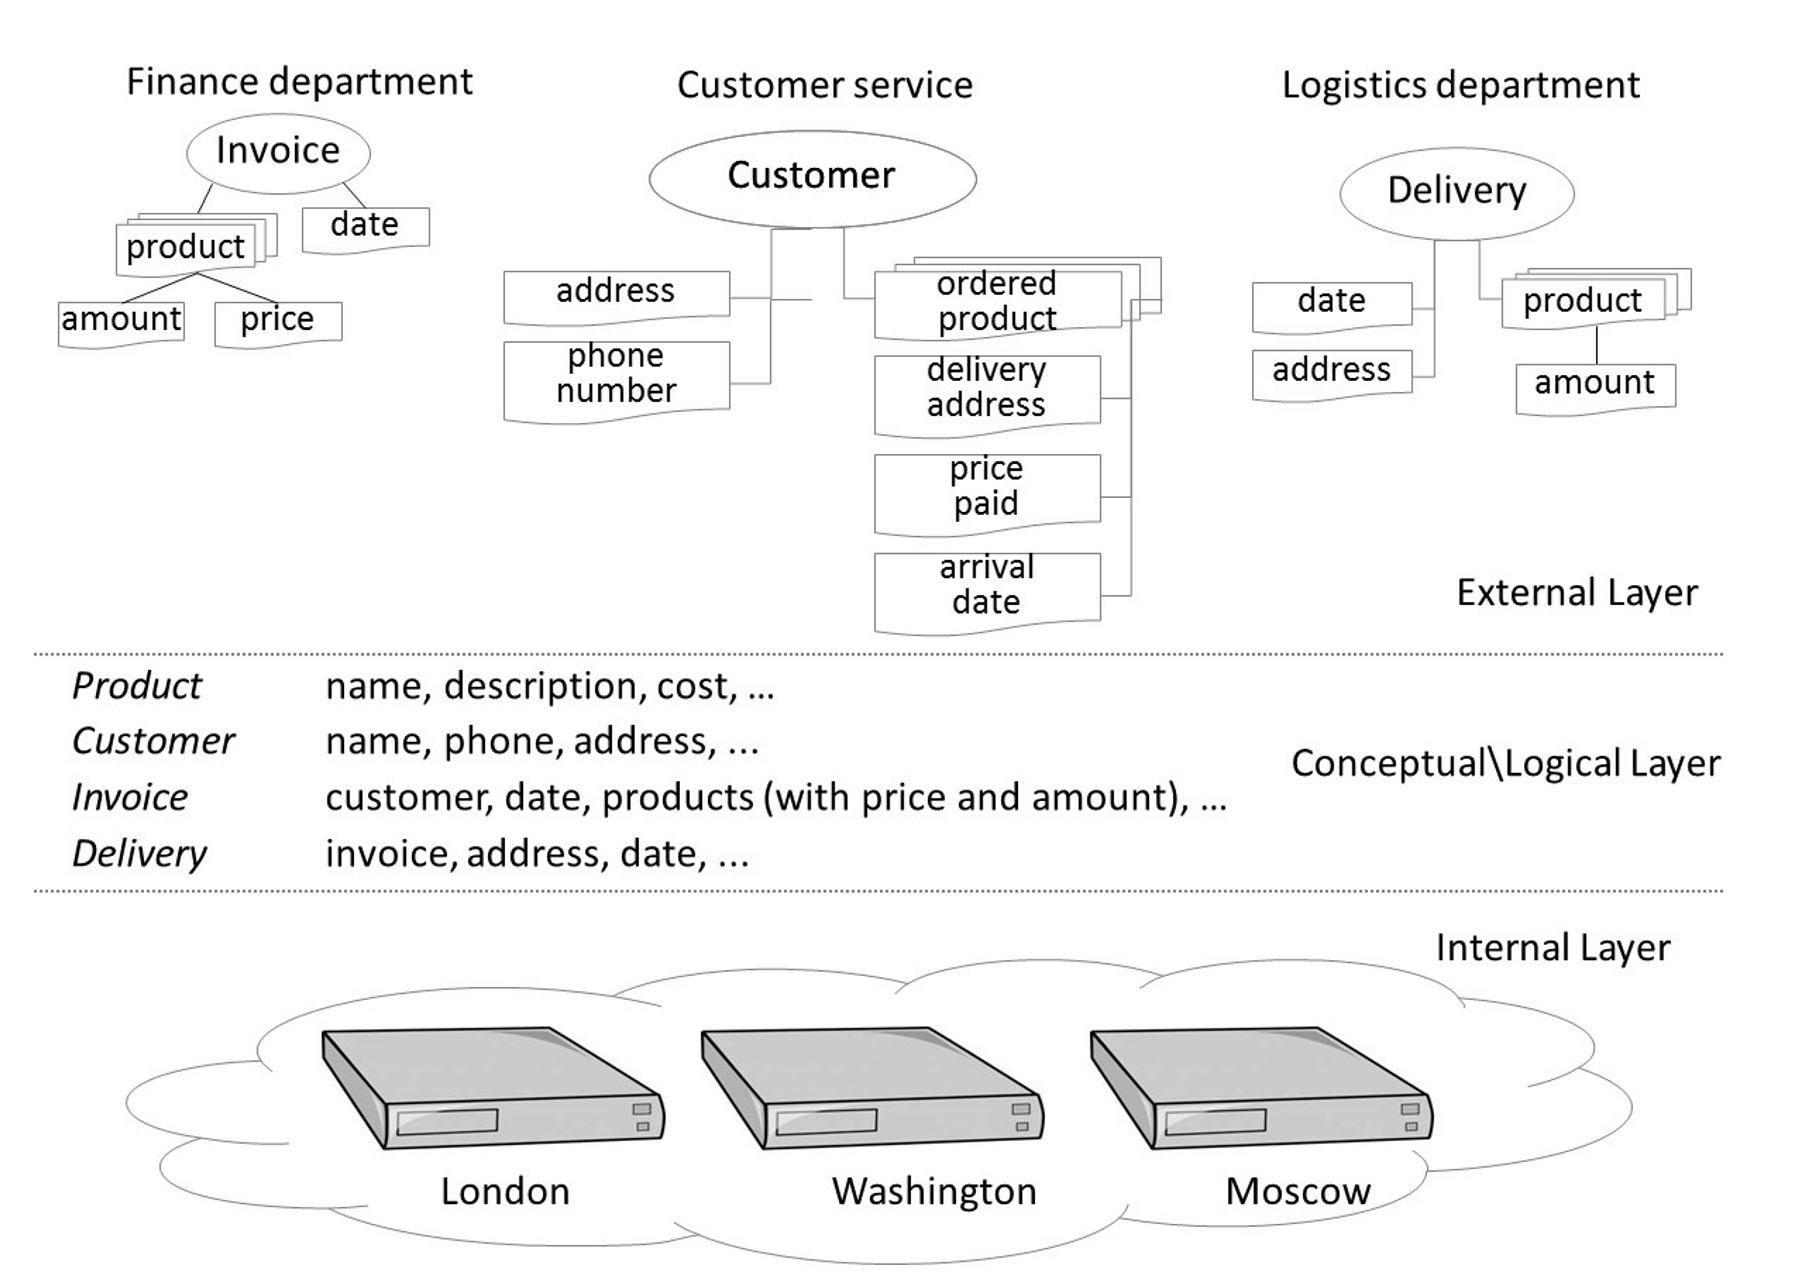 Finance department
Invoice
product
date
amount
price
Customer service
Customer
address
phone
number
ordered
product
delivery
address
price
paid
arrival
date
Logistics department
Delivery
date
address
product
amount
External Layer
Product name, description, cost, ...
Customer name, phone, address, ...
Invoice customer, date, products (with price and amount), ...
Delivery invoice, address, date, ...
Conceptual\Logical Layer
Internal Layer
London
Washington
Moscow